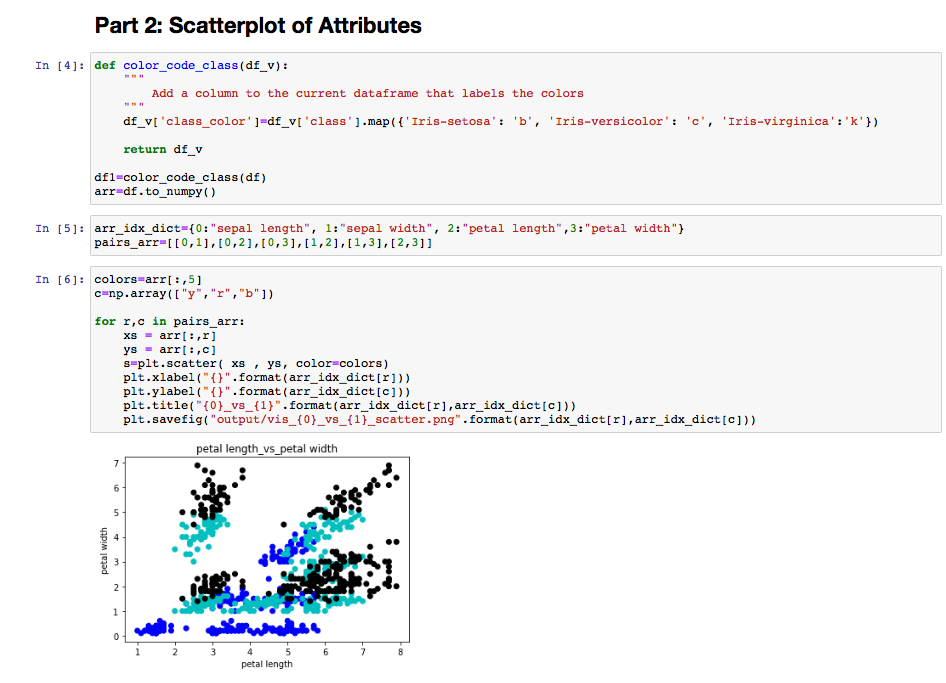 Part 2: Scatterplot of Attributes
In [4]: def color_code_class(df_v):
"""
Add a column to the current dataframe that labels the colors
"""
df_v['class_color']=df_v['class'].map({'Iris-setosa': 'b', 'Iris-versicolor': 'c', 'Iris-virginica':'k'})
return df_v
df1=color_code_class(df)
arr=df.to_numpy()
In [5]: arr_idx_dict={0:"sepal length", 1:"sepal width", 2:"petal length",3:"petal width"}
pairs_arr=[[0,1],[0,2],[0,3],[1,2],[1,3],[2,3]]
In [6]: colors=arr[:,5]
c=np.array(["y","r","b"])
for r,c in pairs_arr:
xs = arr[:,r]
ys = arr[:,c]
s=plt.scatter( xs , ys, color=colors)
plt.xlabel("{}".format(arr_idx_dict[r]))
plt.ylabel("{}".format(arr_idx_dict[c]))
plt.title("{0}_vs_{1}".format(arr_idx_dict[r],arr_idx_dict[c]))
plt.savefig("output/vis_{0}_vs_{1}_scatter.png".format(arr_idx_dict[r],arr_idx_dict[c]))
petal length_vs_petal width
7
6
5
4
3
2
1
0
petal width
1 2 3 4 5 6 7 8
petal length